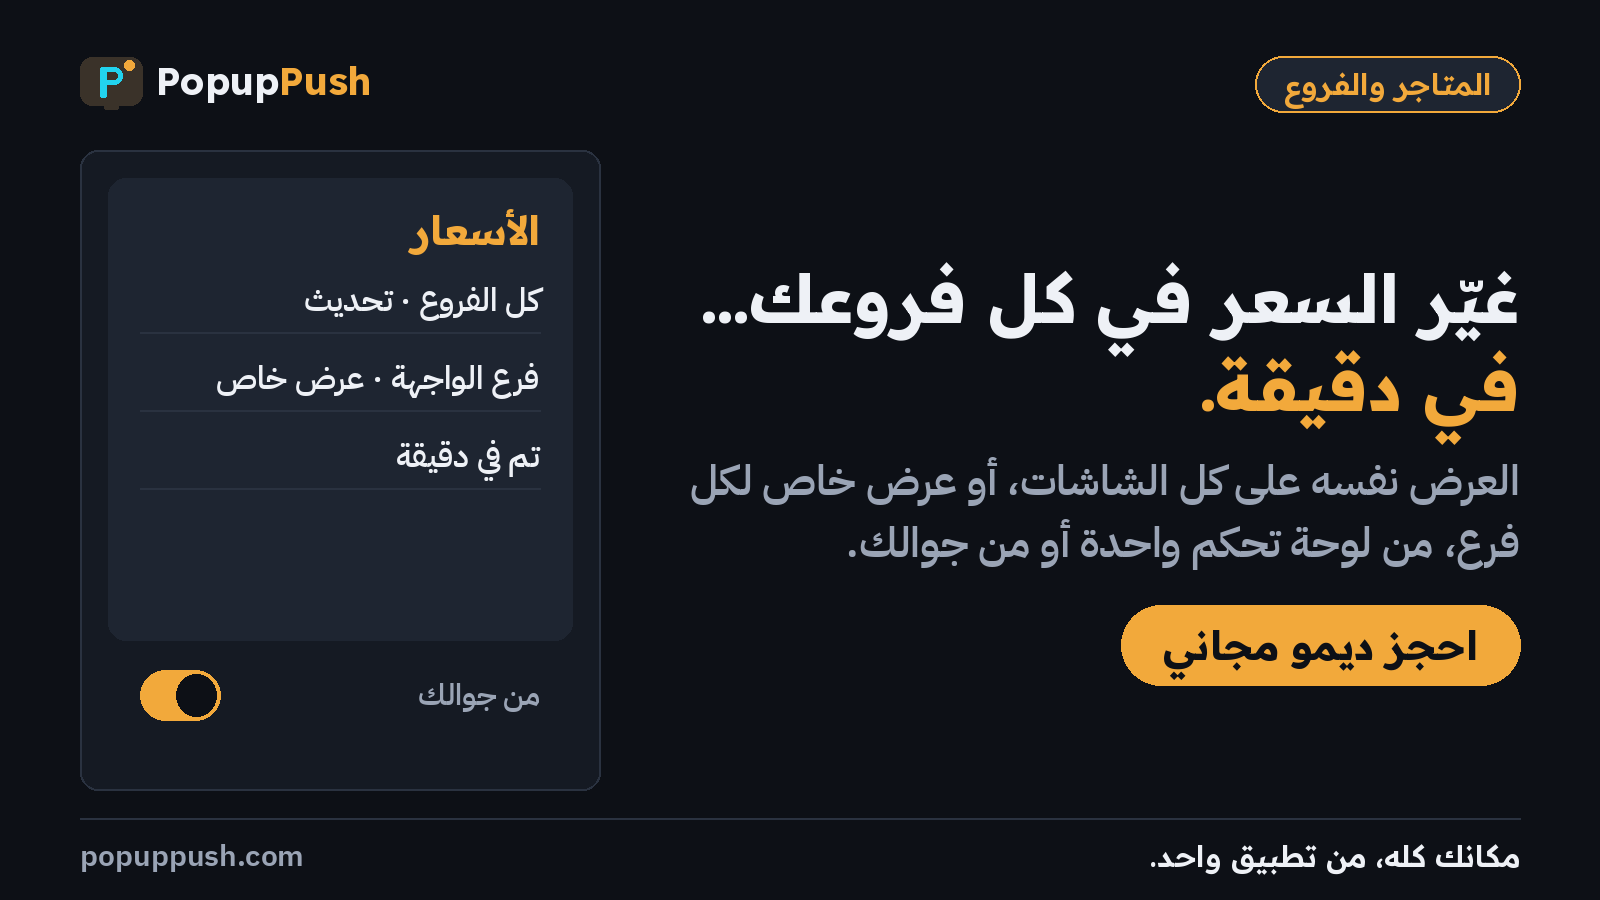 PopupPush
المتاجر والفروع
غيّر السعر في كل فروعك...
في دقيقة.
العرض نفسه على كل الشاشات، أو عرض خاص لكل
فرع، من لوحة تحكم واحدة أو من جوالك.
احجز ديمو مجاني
الأسعار
كل الفروع · تحديث
فرع الواجهة · عرض خاص
تم في دقيقة
من جوالك
مكانك كله، من تطبيق واحد.
popuppush.com